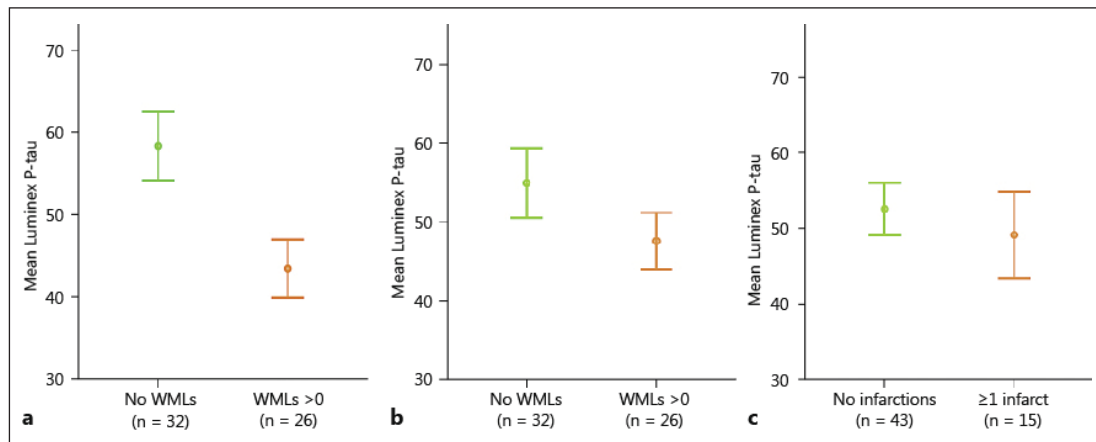 Mean Luminex P-tau
70
60
50
40
30
No WMLs
(n = 32)
WMLs >0
(n = 26)
a
Mean Luminex P-tau
70
60
50
40
30
No WMLs
(n = 32)
WMLs >0
(n = 26)
b
Mean Luminex P-tau
70
60
50
40
30
No infarctions
(n = 43)
≥1 infarct
(n = 15)
c